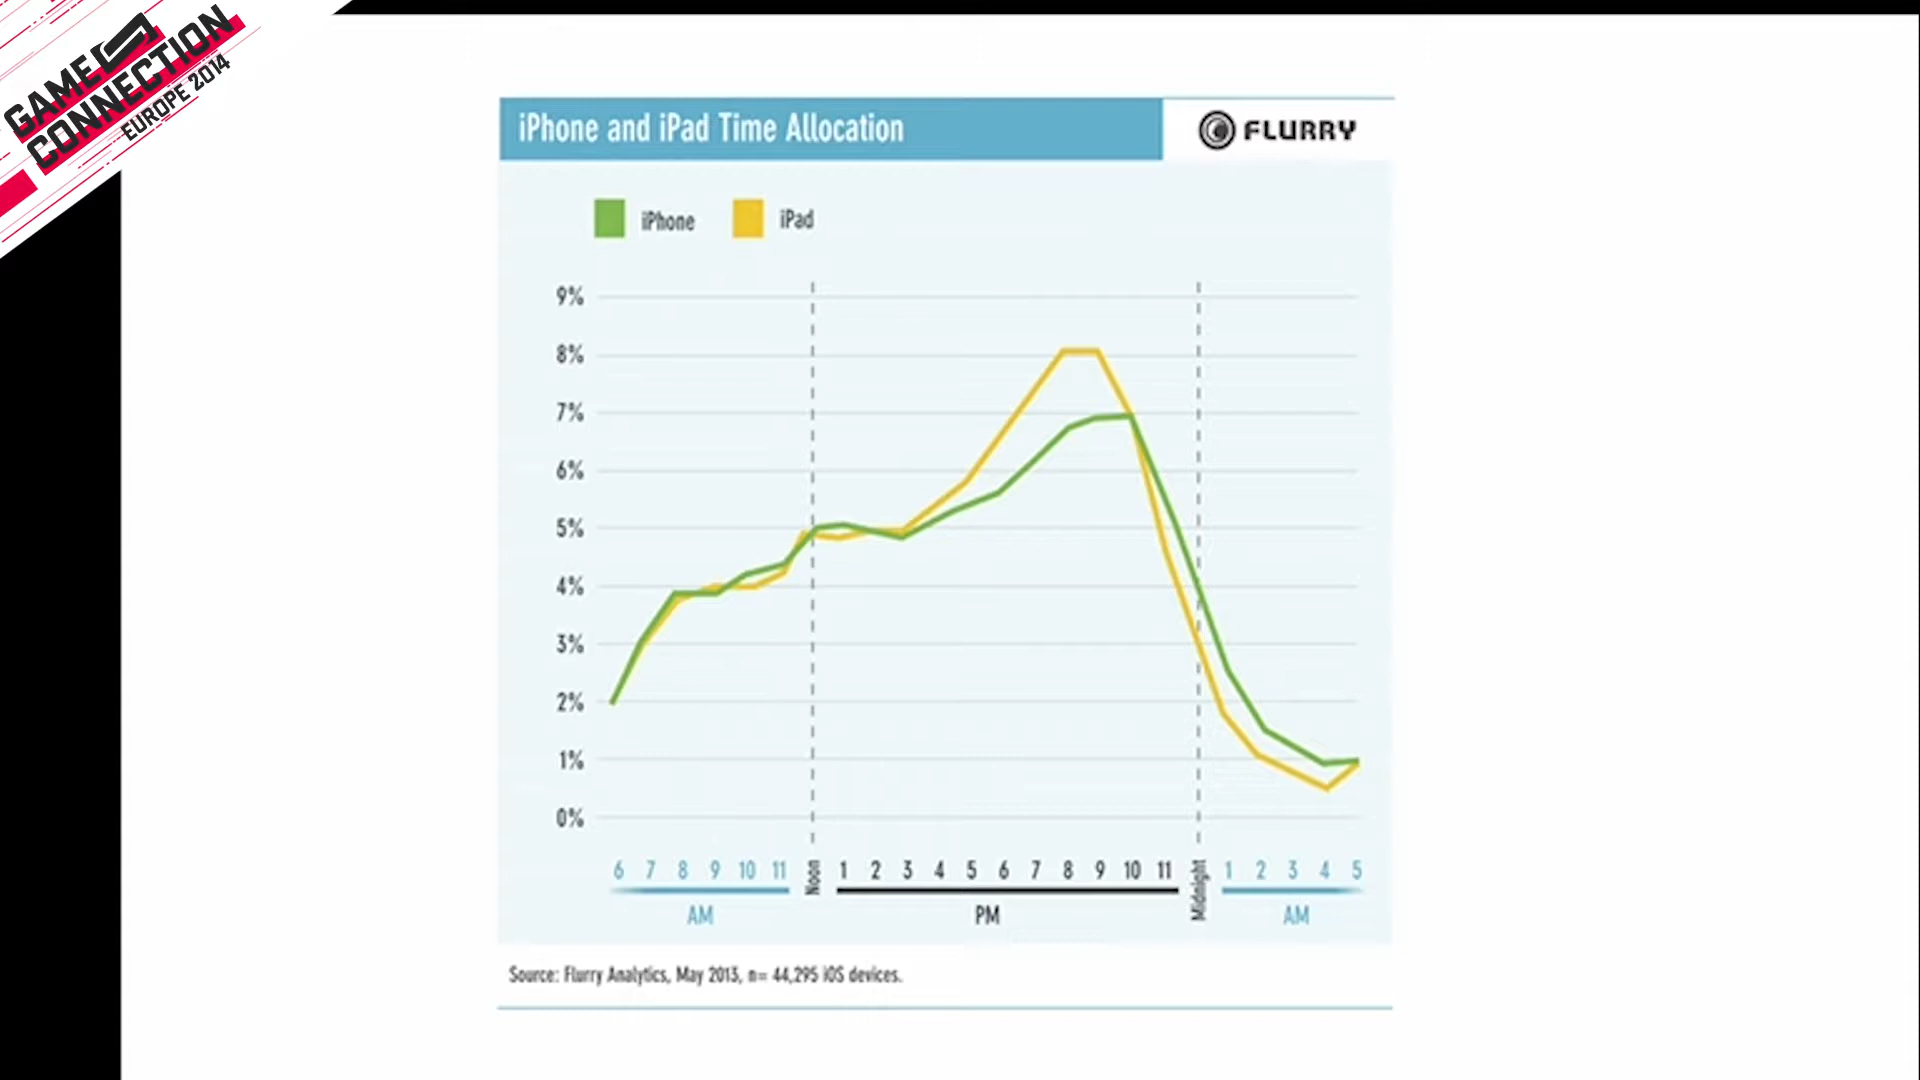 GAME
CONNECTION
EUROPE 2014
iPhone and iPad Time Allocation
FLURRY
iPhone
iPad
9%
8%
7%
6%
5%
4%
3%
2%
1%
0%
6 7 8 9 10 11 Noon 1 2 3 4 5 6 7 8 9 10 11 Midnight 1 2 3 4 5
AM PM AM
Source: Flurry Analytics, May 2013, n= 44,295 iOS devices.